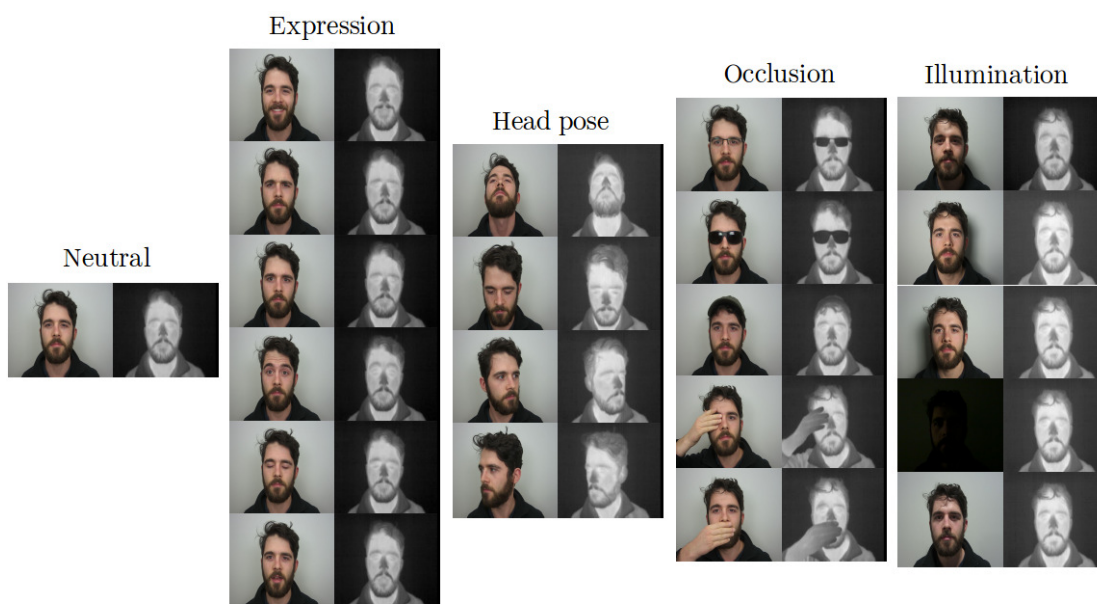 Expression
Occlusion
Illumination
Head pose
Neutral